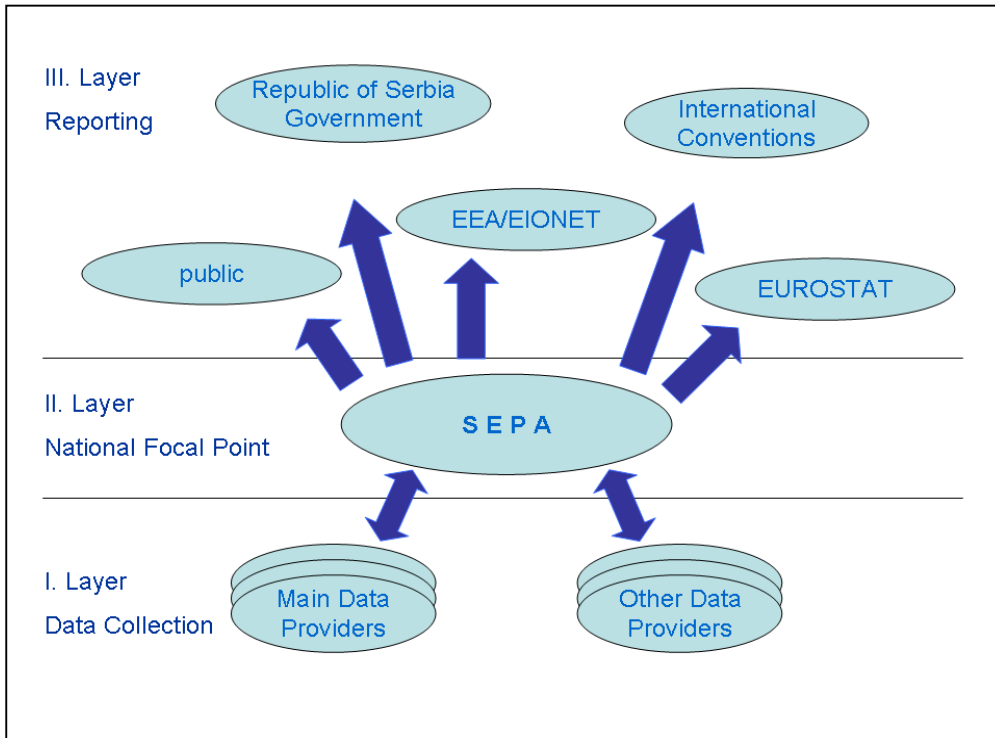 III. Layer
Reporting
Republic of Serbia
Government
International
Conventions
EEA/EIONET
public
EUROSTAT
II. Layer
National Focal Point
S E P A
I. Layer
Data Collection
Main Data
Providers
Other Data
Providers